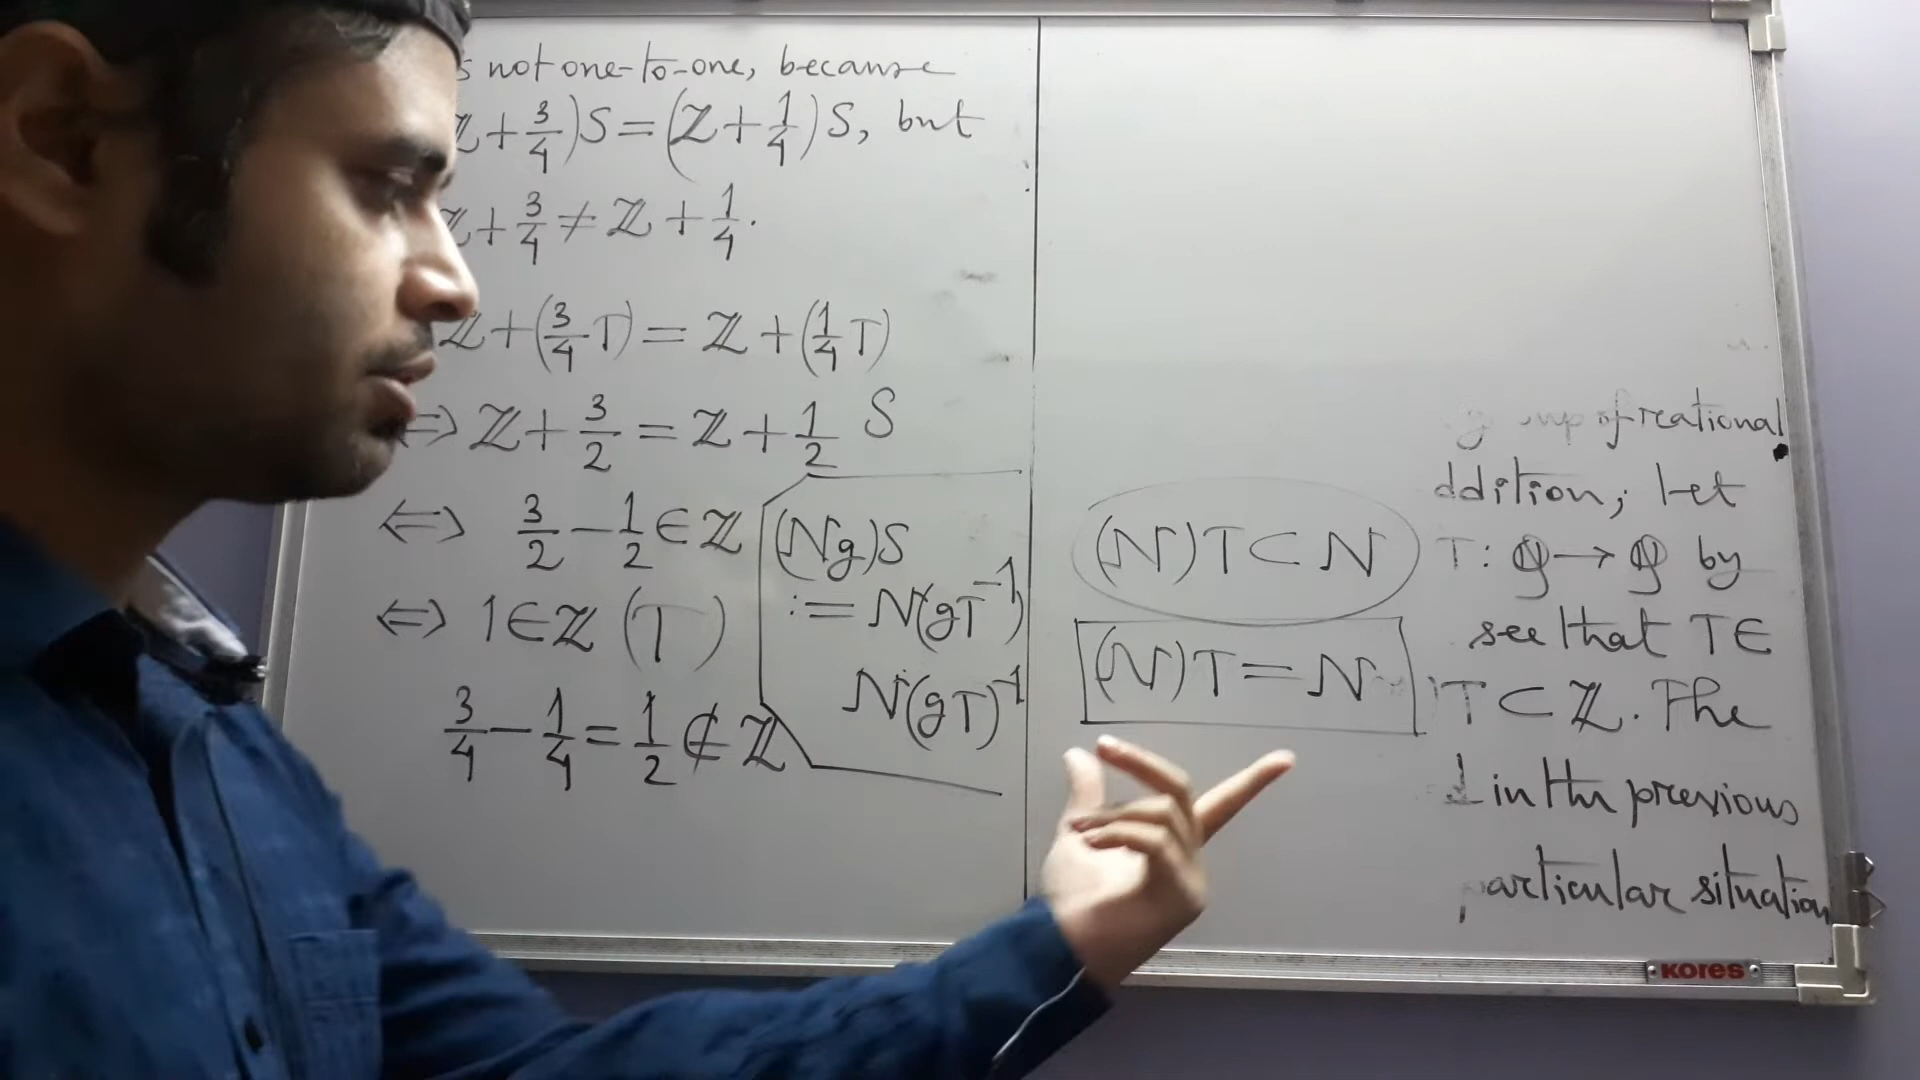 not one-to-one, because
Z + 3/4) S = (Z + 1/4) S, but
Z + 3/4 ≠ Z + 1/4.
Z + (3/4 T) = Z + (1/4 T)
⇔ Z + 3/2 = Z + 1/2 S
⇔ 3/2 − 1/2 ∈ Z
⇔ 1 ∈ Z (T)
3/4 − 1/4 = 1/2 ∉ Z
(Ng)S
:= N(gT⁻¹)
N(gT)⁻¹
(N)T ⊂ N
(N)T = N
of rational
ddition; let
T: G → G by
see that T ∈
T ⊂ Z. The
in the previous
particular situation
KORES